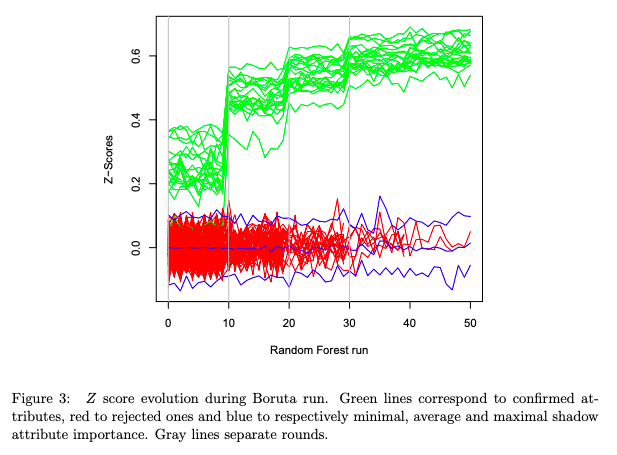 0.6
0.4
0.2
0.0
Z−Scores
0 10 20 30 40 50
Random Forest run
Figure 3: Z score evolution during Boruta run. Green lines correspond to confirmed at-
tributes, red to rejected ones and blue to respectively minimal, average and maximal shadow
attribute importance. Gray lines separate rounds.